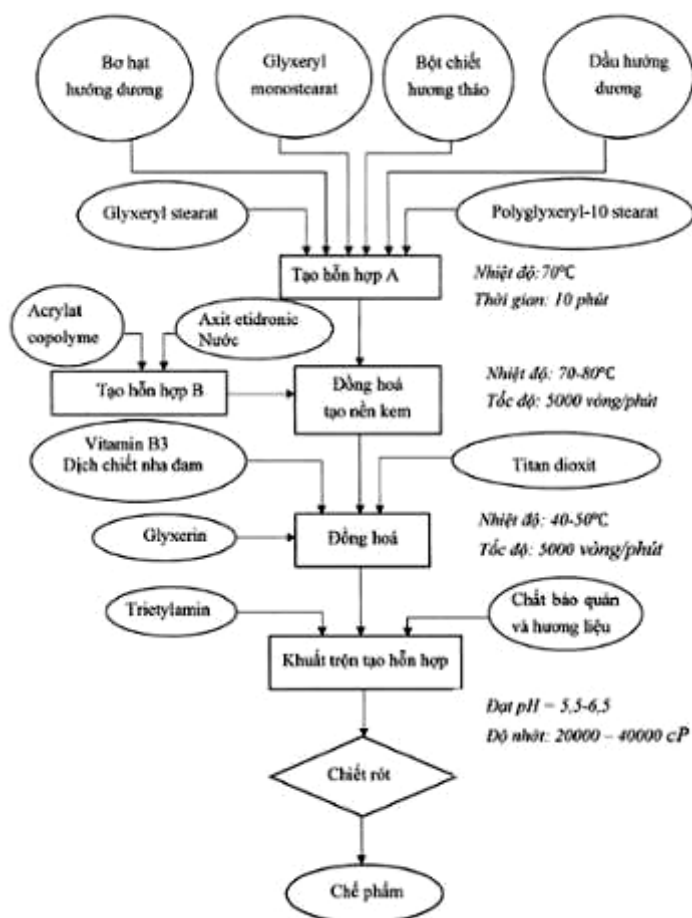 Bơ hạt
hướng dương
Glyxeryl
monostearat
Bột chiết
hương thảo
Dầu hướng
dương
Glyxeryl stearat
Polyglyxeryl-10 stearat
Tạo hỗn hợp A
Nhiệt độ: 70°C
Thời gian: 10 phút
Acrylat
copolyme
Axit etidronic
Nước
Tạo hỗn hợp B
Đồng hoá
tạo nền kem
Nhiệt độ: 70-80°C
Tốc độ: 5000 vòng/phút
Vitamin B3
Dịch chiết nha đam
Titan dioxit
Glyxerin
Đồng hoá
Nhiệt độ: 40-50°C
Tốc độ: 5000 vòng/phút
Trietylamin
Chất bảo quản
và hương liệu
Khuất trộn tạo hỗn hợp
Đạt pH = 5,5-6,5
Độ nhớt: 20000 – 40000 cP
Chiết rót
Chế phẩm